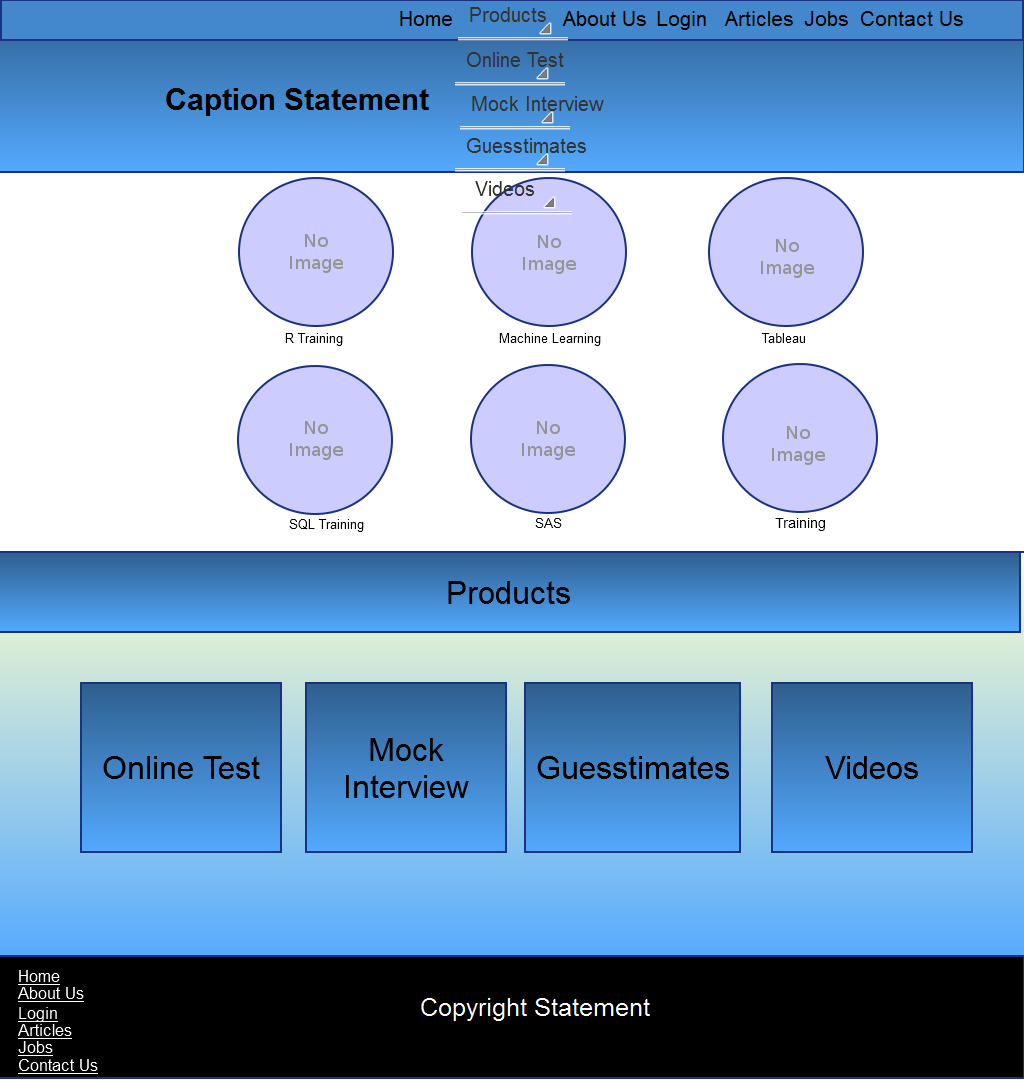 Home Products About Us Login Articles Jobs Contact Us
Online Test
Caption Statement
Mock Interview
Guesstimates
Videos
No
Image
No
Image
No
Image
R Training
Machine Learning
Tableau
No
Image
No
Image
No
Image
SQL Training
SAS
Training
Products
Online Test
Mock
Interview
Guesstimates
Videos
Home
About Us
Login
Articles
Jobs
Contact Us
Copyright Statement